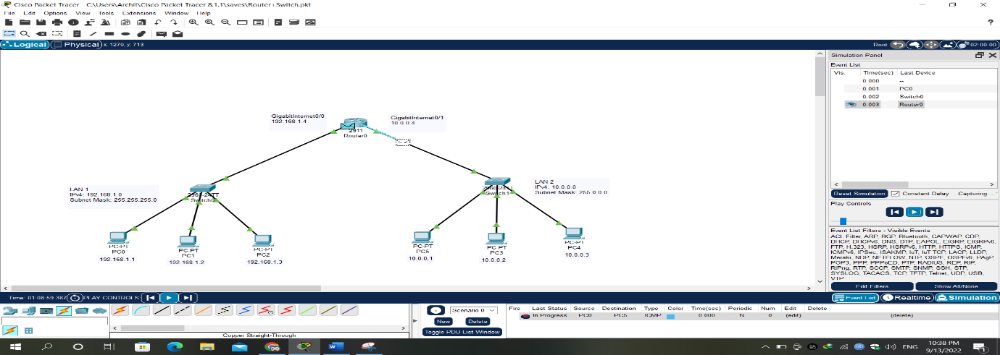 Cisco Packet Tracer C:\Users\Archit\Cisco Packet Tracer 8.1.1\saves\Router i Switch.pkt
File Edit Options View Tools Extensions Window Help
?
Logical Physical x: 1270, y: 713 Root 02:00:00
Simulation Panel
Event List
Vis. Time(sec) Last Device
0.000 --
0.001 PC0
0.002 Switch0
0.003 Router0
GigabitInternet0/0
192.168.1.4
GigabitInternet0/1
10.0.0.4
2911
Router0
LAN 1
IPv4: 192.168.1.0
Subnet Mask: 255.255.255.0
2960-24TT
Switch0
2960-24TT
Switch1
LAN 2
IPv4: 10.0.0.0
Subnet Mask: 255.0.0.0
PC-PT
PC0
192.168.1.1
PC-PT
PC1
192.168.1.2
PC-PT
PC2
192.168.1.3
PC-PT
PC5
10.0.0.1
PC-PT
PC3
10.0.0.2
PC-PT
PC4
10.0.0.3
Reset Simulation Constant Delay Capturing...
Play Controls
Event List Filters - Visible Events
ACL Filter, ARP, BGP, Bluetooth, CAPWAP, CDP,
DHCP, DHCPv6, DNS, DTP, EAPOL, EIGRP, EIGRPv6,
FTP, H.323, HSRP, HSRPv6, HTTP, HTTPS, ICMP,
ICMPv6, IPSec, ISAKMP, IoT, IoT TCP, LACP, LLDP,
Meraki, NDP, NETFLOW, NTP, OSPF, OSPFv6, PAgP,
POP3, PPP, PPPoED, PTP, RADIUS, REP, RIP,
RIPng, RTP, SCCP, SMTP, SNMP, SSH, STP,
SYSLOG, TACACS, TCP, TFTP, Telnet, UDP, USB,
VTP
Edit Filters Show All/None
Time: 01:08:59.387 PLAY CONTROLS: Event List Realtime Simulation
Scenario 0
New Delete
Toggle PDU List Window
Fire Last Status Source Destination Type Color Time(sec) Periodic Num Edit Delete
In Progress PC0 PC5 ICMP 0.000 N 0 (edit) (delete)
Copper Straight-Through
ENG
10:38 PM
9/13/2022
1